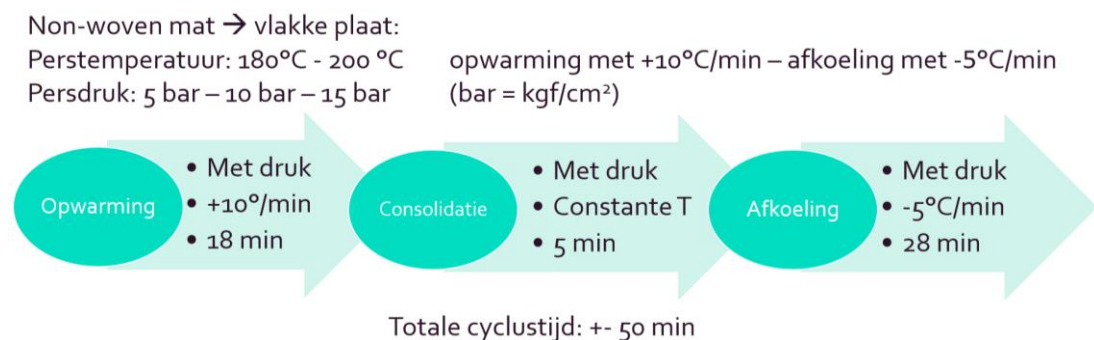 Non-woven mat → vlakke plaat:
Perstemperatuur: 180°C - 200 °C opwarming met +10°C/min – afkoeling met -5°C/min
Persdruk: 5 bar – 10 bar – 15 bar (bar = kgf/cm²)
Opwarming
• Met druk
• +10°/min
• 18 min
Consolidatie
• Met druk
• Constante T
• 5 min
Afkoeling
• Met druk
• -5°C/min
• 28 min
Totale cyclustijd: +- 50 min